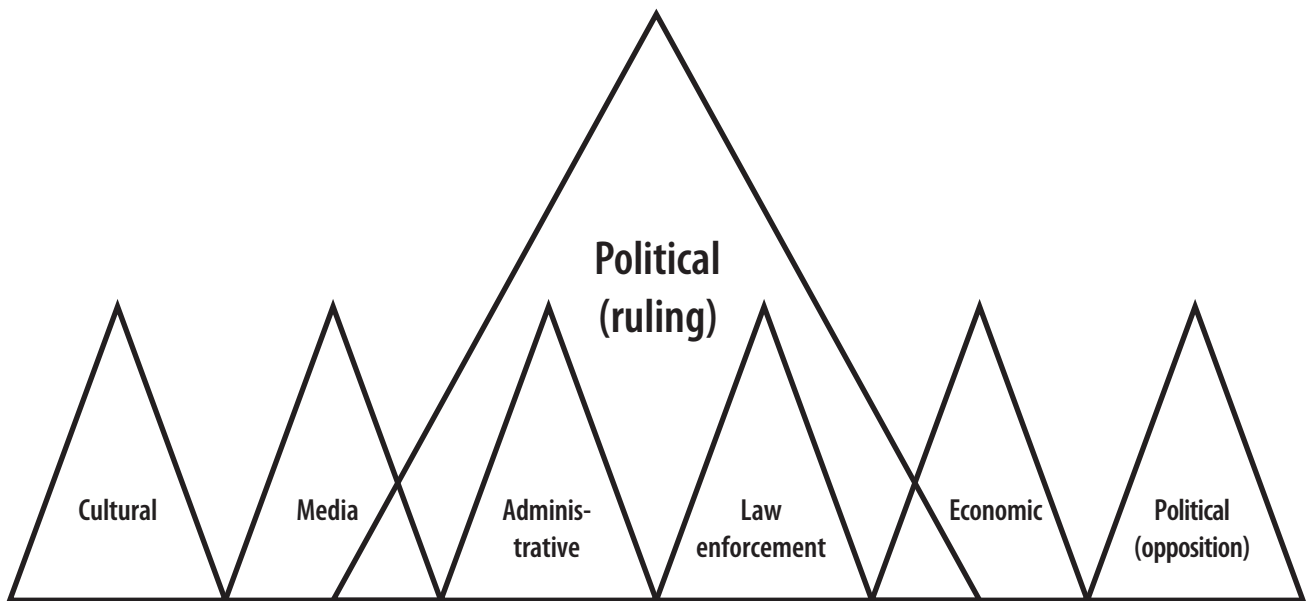 Political
(ruling)
Cultural
Media
Adminis-
trative
Law
enforcement
Economic
Political
(opposition)